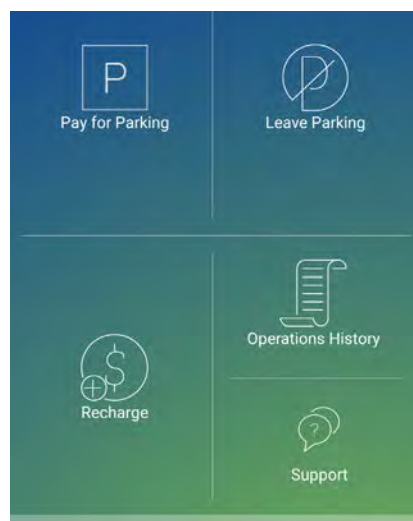 P
Pay for Parking
P
Leave Parking
Operations History
$
Recharge
?
Support